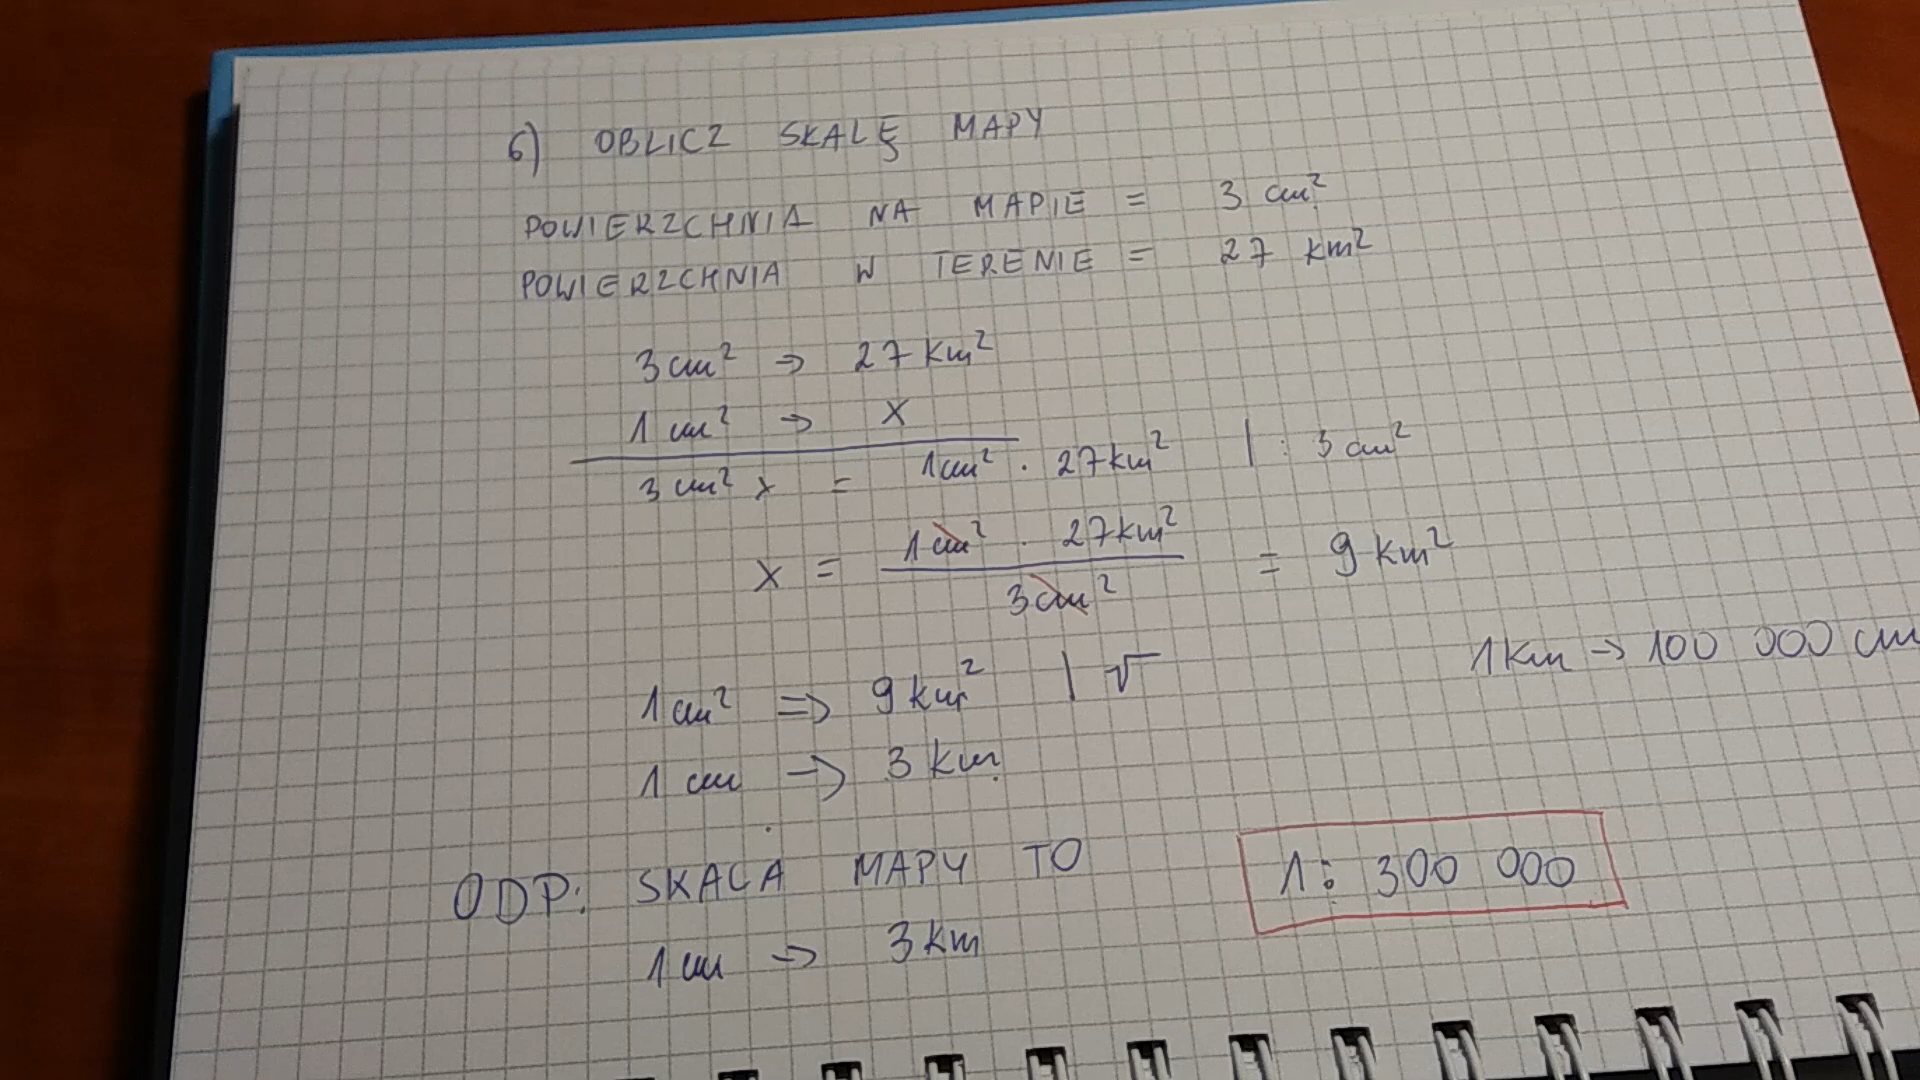 6) OBLICZ SKALĘ MAPY
POWIERZCHNIA NA MAPIE = 3 cm²
POWIERZCHNIA W TERENIE = 27 km²
3 cm² → 27 km²
1 cm² → x
3 cm² x = 1 cm² · 27 km² | : 3 cm²
x = 1 cm² · 27 km² / 3 cm² = 9 km²
1 km → 100 000 cm
1 cm² => 9 km² | √
1 cm → 3 km
ODP: SKALA MAPY TO 1: 300 000
1 cm → 3 km